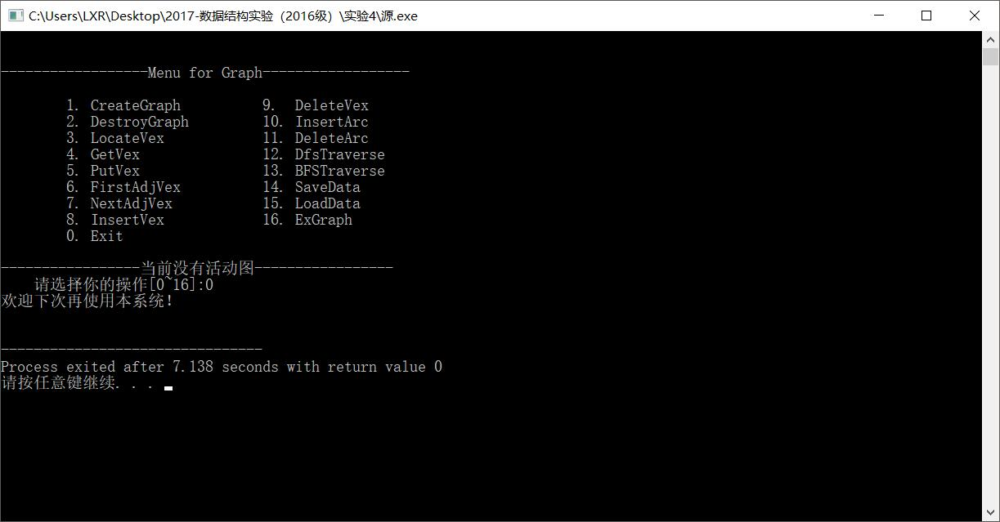 C:\Users\LXR\Desktop\2017-数据结构实验（2016级）\实验4\源.exe
------------------Menu for Graph------------------
1. CreateGraph 9. DeleteVex
2. DestroyGraph 10. InsertArc
3. LocateVex 11. DeleteArc
4. GetVex 12. DfsTraverse
5. PutVex 13. BFSTraverse
6. FirstAdjVex 14. SaveData
7. NextAdjVex 15. LoadData
8. InsertVex 16. ExGraph
0. Exit
-----------------当前没有活动图-----------------
请选择你的操作[0~16]:0
欢迎下次再使用本系统！
--------------------------------
Process exited after 7.138 seconds with return value 0
请按任意键继续. . .